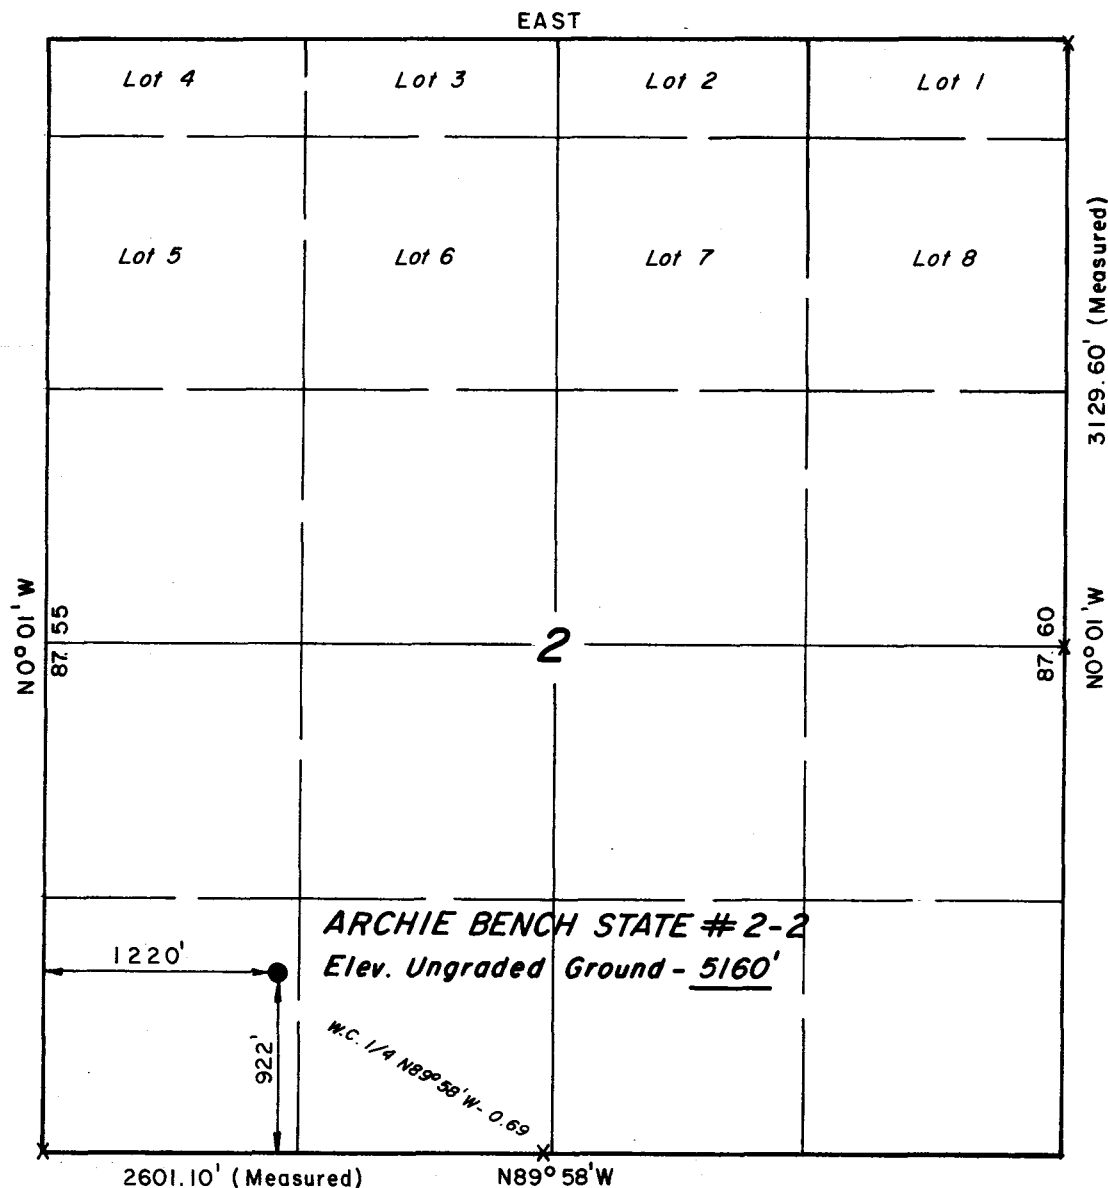 EAST
Lot 4
Lot 3
Lot 2
Lot 1
Lot 5
Lot 6
Lot 7
Lot 8
3129.60' (Measured)
N0°01'W
87.55
2
87.60
N0°01'W
ARCHIE BENCH STATE #2-2
Elev. Ungraded Ground - 5160'
1220'
922'
W.C. 1/4 N89°58'W- 0.69
2601.10' (Measured)
N89°58'W